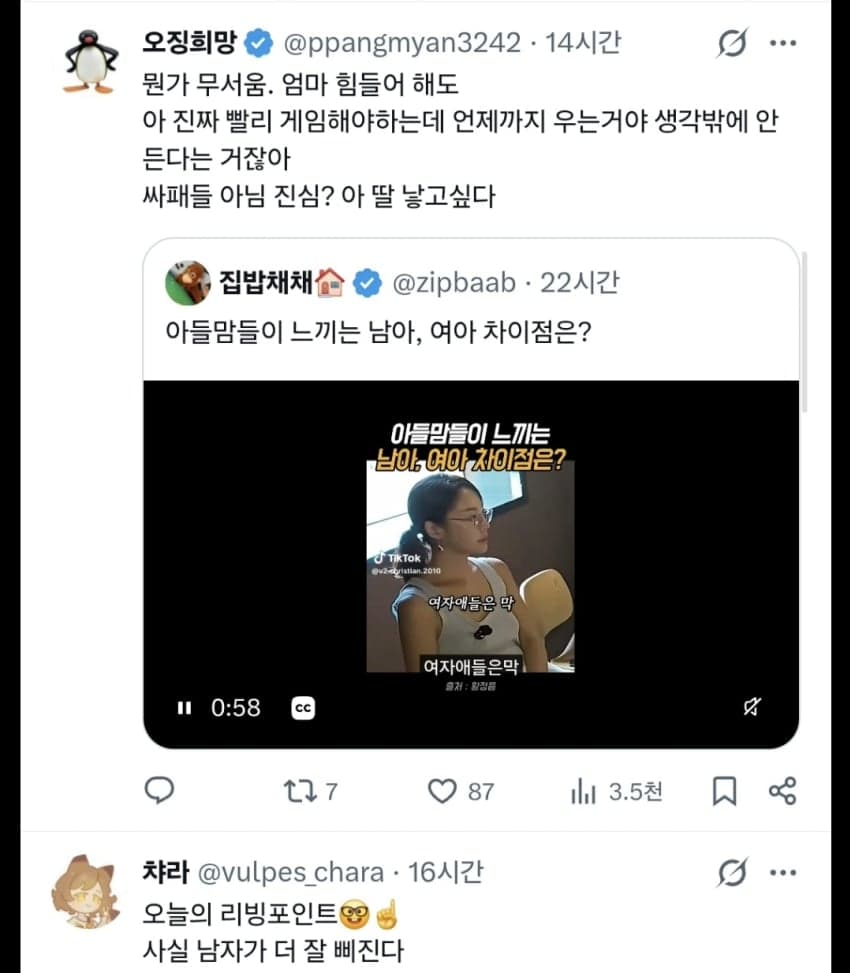 오징희망 @ppangmyan3242 · 14시간
뭔가 무서움. 엄마 힘들어 해도
아 진짜 빨리 게임해야하는데 언제까지 우는거야 생각밖에 안
든다는 거잖아
싸패들 아님 진심? 아 딸 낳고싶다
집밥채채🏠 @zipbaab · 22시간
아들맘들이 느끼는 남아, 여아 차이점은?
아들맘들이 느끼는
남아, 여아 차이점은?
TikTok
여자애들은 막
여자애들은막
0:58
CC
7
87
3.5천
챠라 @vulpes_chara · 16시간
오늘의 리빙포인트🤓☝️
사실 남자가 더 잘 삐진다